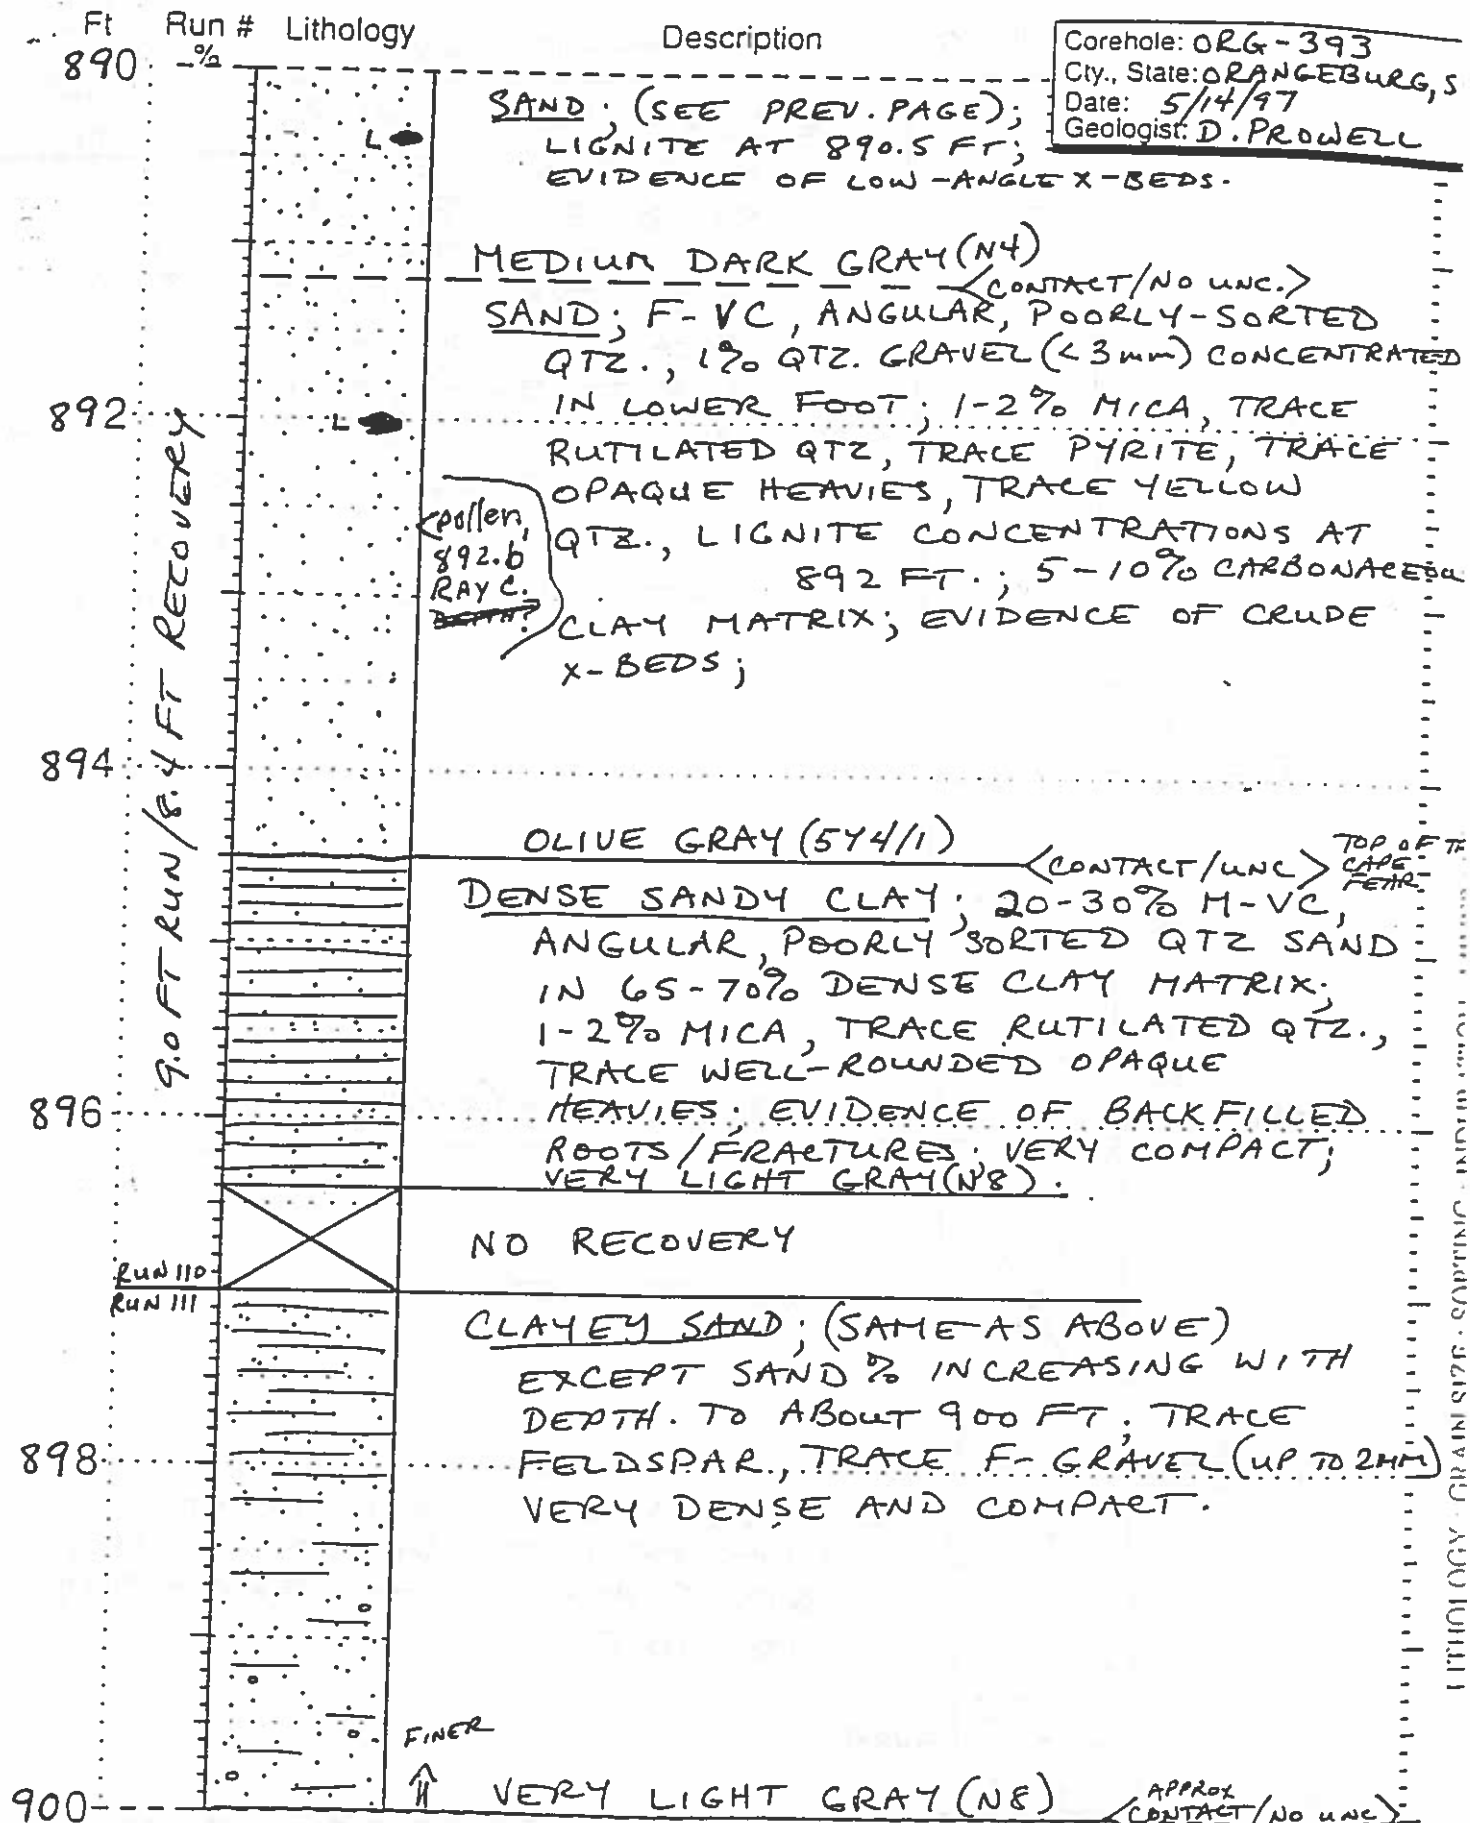 Ft Run # Lithology Description
%
Corehole: ORG-393
Cty., State: ORANGEBURG, S
Date: 5/14/97
Geologist: D. PROWELL
890
SAND; (SEE PREV. PAGE);
L
LIGNITE AT 890.5 FT;
EVIDENCE OF LOW-ANGLE X-BEDS.
MEDIUM DARK GRAY (N4)
<CONTACT/NO UNC.>
SAND; F-VC, ANGULAR, POORLY-SORTED
QTZ., 1% QTZ. GRAVEL (<3mm) CONCENTRATED
892
L
IN LOWER FOOT; 1-2% MICA, TRACE
RUTILATED QTZ, TRACE PYRITE, TRACE
OPAQUE HEAVIES, TRACE YELLOW
QTZ., LIGNITE CONCENTRATIONS AT
892 FT.; 5-10% CARBONACEOU
CLAY MATRIX; EVIDENCE OF CRUDE
X-BEDS;
<pollen,
892.6
RAY C.
DEPTH?
9.0 FT RUN/8.4 FT RECOVERY
894
OLIVE GRAY (5Y4/1)
<CONTACT/UNC>
TOP OF TH
CAPE
FEAR
DENSE SANDY CLAY; 20-30% M-VC,
ANGULAR, POORLY SORTED QTZ SAND
IN 65-70% DENSE CLAY MATRIX;
1-2% MICA, TRACE RUTILATED QTZ.,
TRACE WELL-ROUNDED OPAQUE
896
HEAVIES; EVIDENCE OF BACKFILLED
ROOTS/FRACTURES; VERY COMPACT;
VERY LIGHT GRAY (N8).
NO RECOVERY
RUN 110
RUN 111
CLAYEY SAND; (SAME AS ABOVE)
EXCEPT SAND % INCREASING WITH
DEPTH. TO ABOUT 900 FT; TRACE
898
FELDSPAR, TRACE F-GRAVEL (UP TO 2MM)
VERY DENSE AND COMPACT.
FINER
VERY LIGHT GRAY (N8)
900
APPROX
<CONTACT/NO UNC>
LITHOLOGY · GRAIN SIZE · SORTING